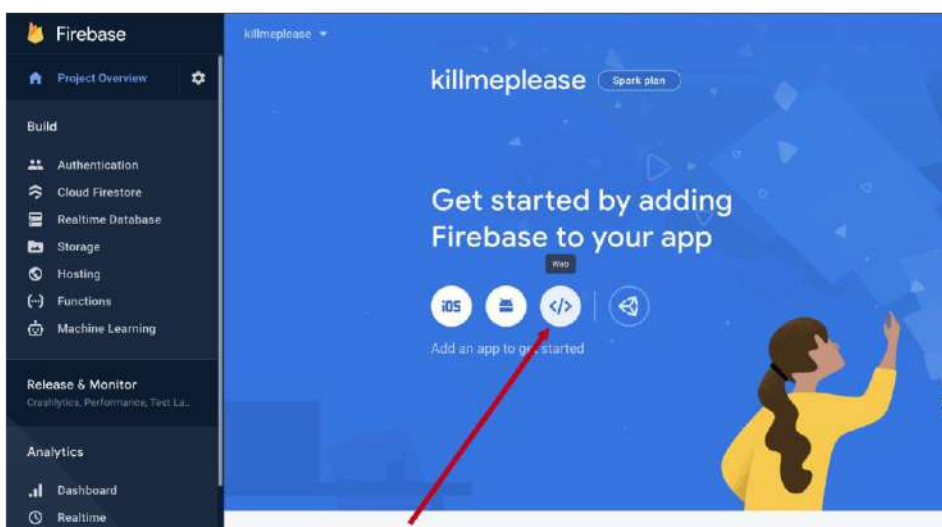 Firebase
killmeplease
Project Overview
killmeplease Spark plan
Build
Authentication
Cloud Firestore
Realtime Database
Storage
Hosting
Functions
Machine Learning
Get started by adding
Firebase to your app
Web
iOS
</>
Add an app to get started
Release & Monitor
Crashlytics, Performance, Test La...
Analytics
Dashboard
Realtime